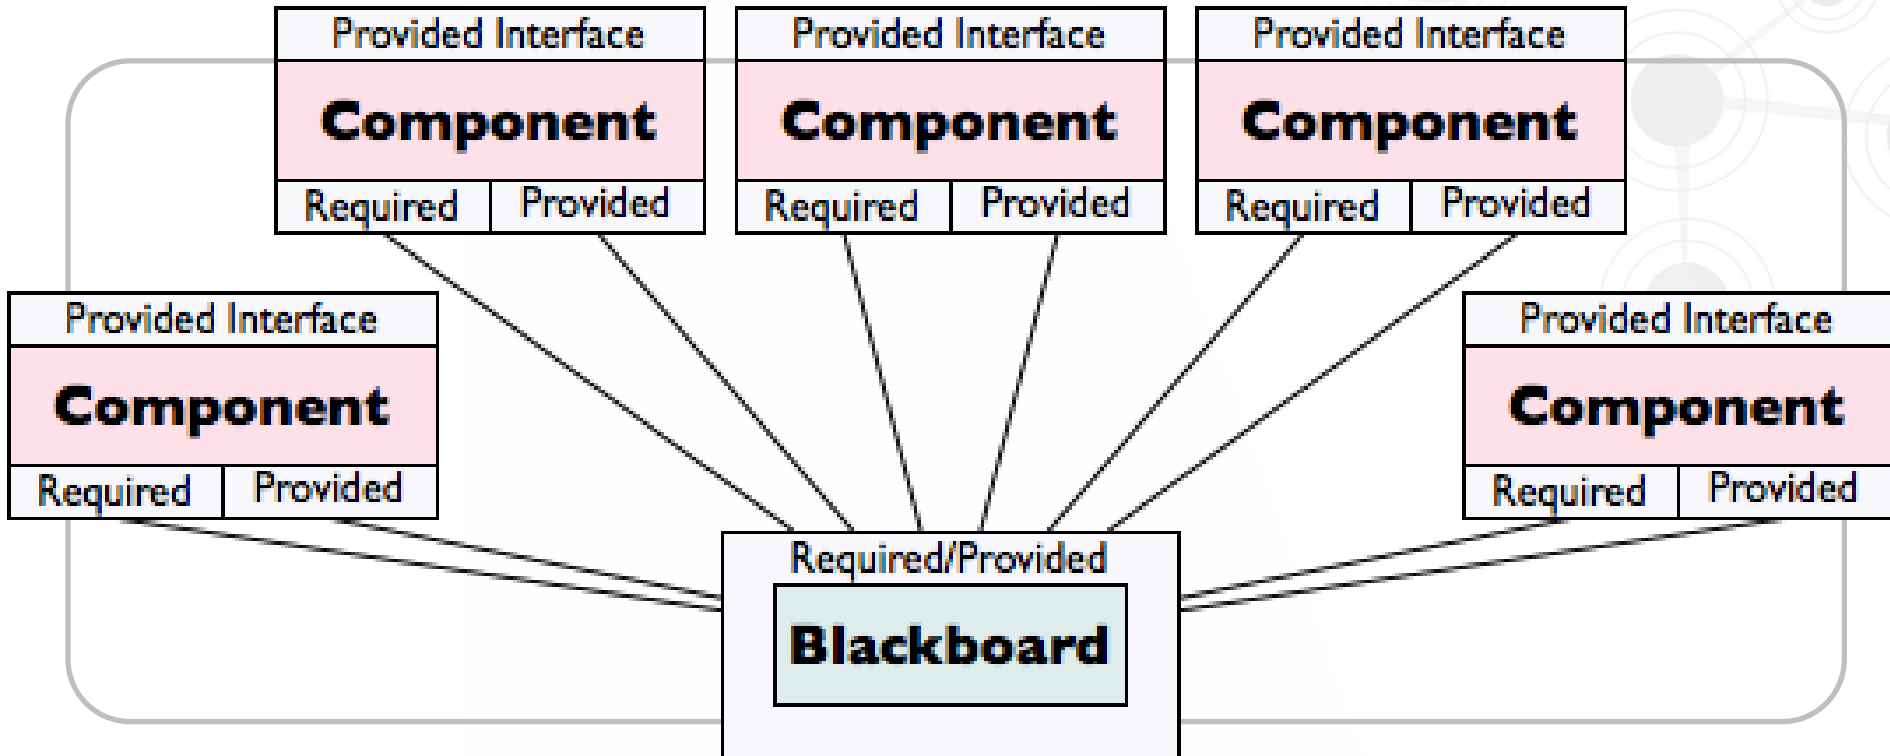 Provided Interface
Component
Required Provided
Provided Interface
Component
Required Provided
Provided Interface
Component
Required Provided
Provided Interface
Component
Required Provided
Provided Interface
Component
Required Provided
Required/Provided
Blackboard